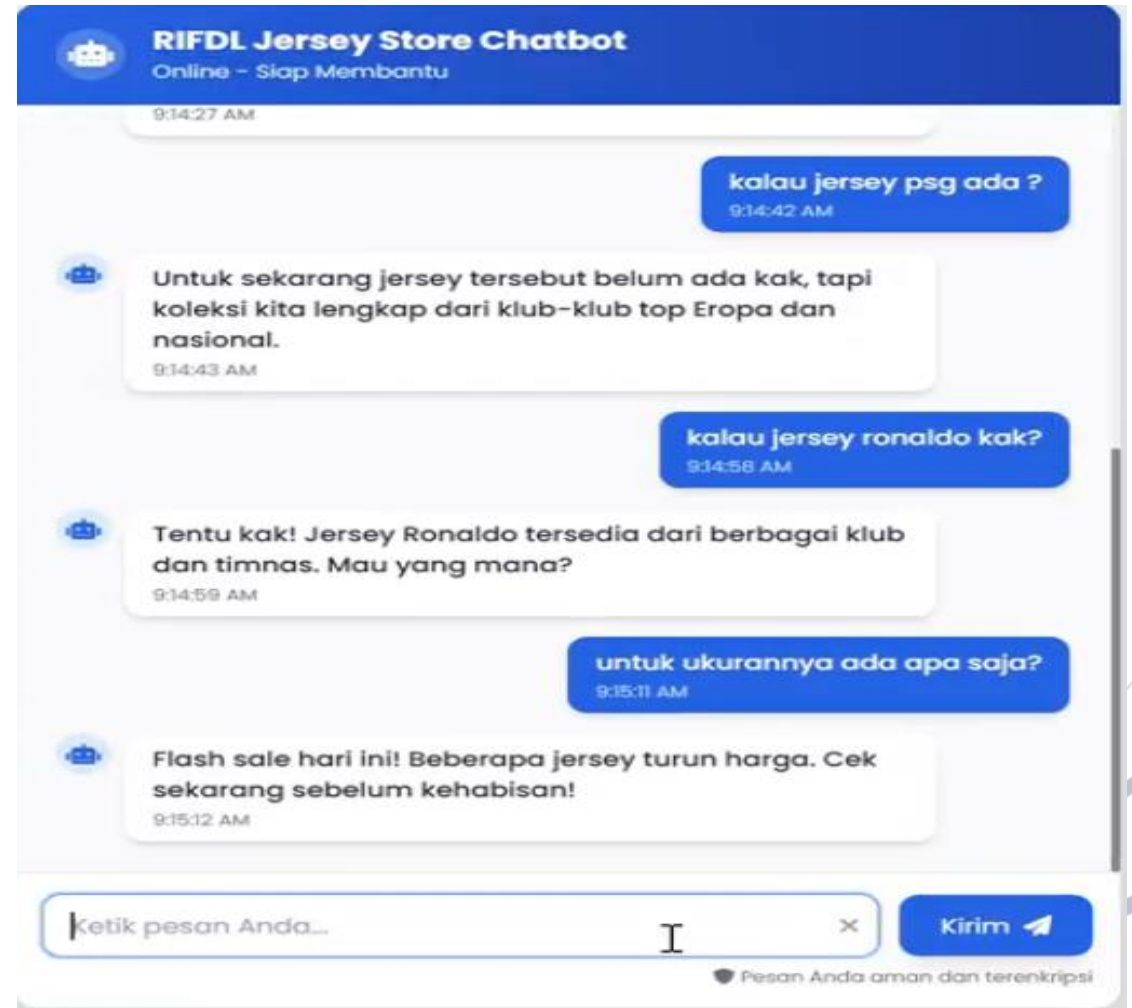 RIFDL Jersey Store Chatbot
Online - Siap Membantu
9:14:27 AM
kalau jersey psg ada ?
9:14:42 AM
Untuk sekarang jersey tersebut belum ada kak, tapi
koleksi kita lengkap dari klub-klub top Eropa dan
nasional.
9:14:43 AM
kalau jersey ronaldo kak?
9:14:58 AM
Tentu kak! Jersey Ronaldo tersedia dari berbagai klub
dan timnas. Mau yang mana?
9:14:59 AM
untuk ukurannya ada apa saja?
9:15:11 AM
Flash sale hari ini! Beberapa jersey turun harga. Cek
sekarang sebelum kehabisan!
9:15:12 AM
Ketik pesan Anda...
Kirim
Pesan Anda aman dan terenkripsi